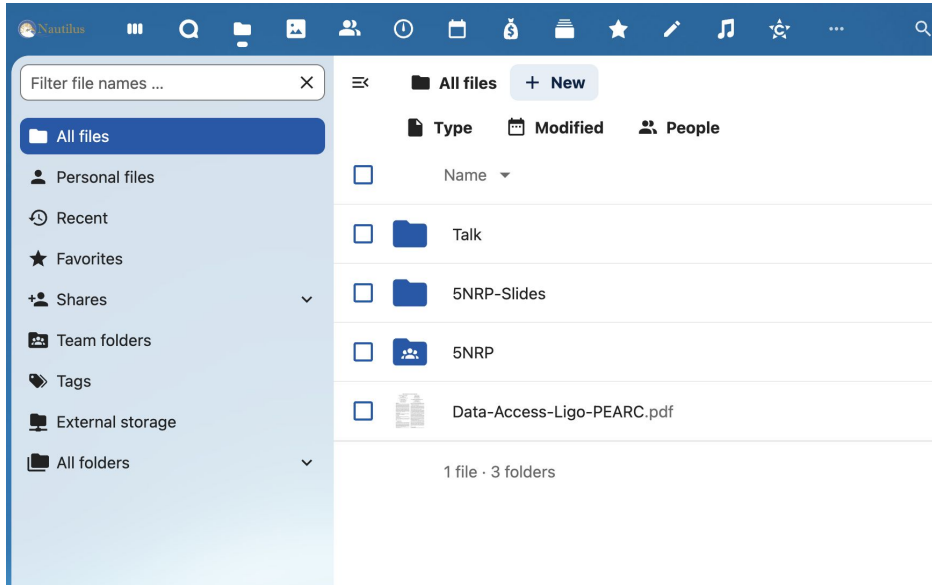 Nautilus
Filter file names ...
All files
+ New
All files
Type
Modified
People
Personal files
Name
Recent
Talk
Favorites
Shares
5NRP-Slides
Team folders
5NRP
Tags
Data-Access-Ligo-PEARC.pdf
External storage
All folders
1 file · 3 folders